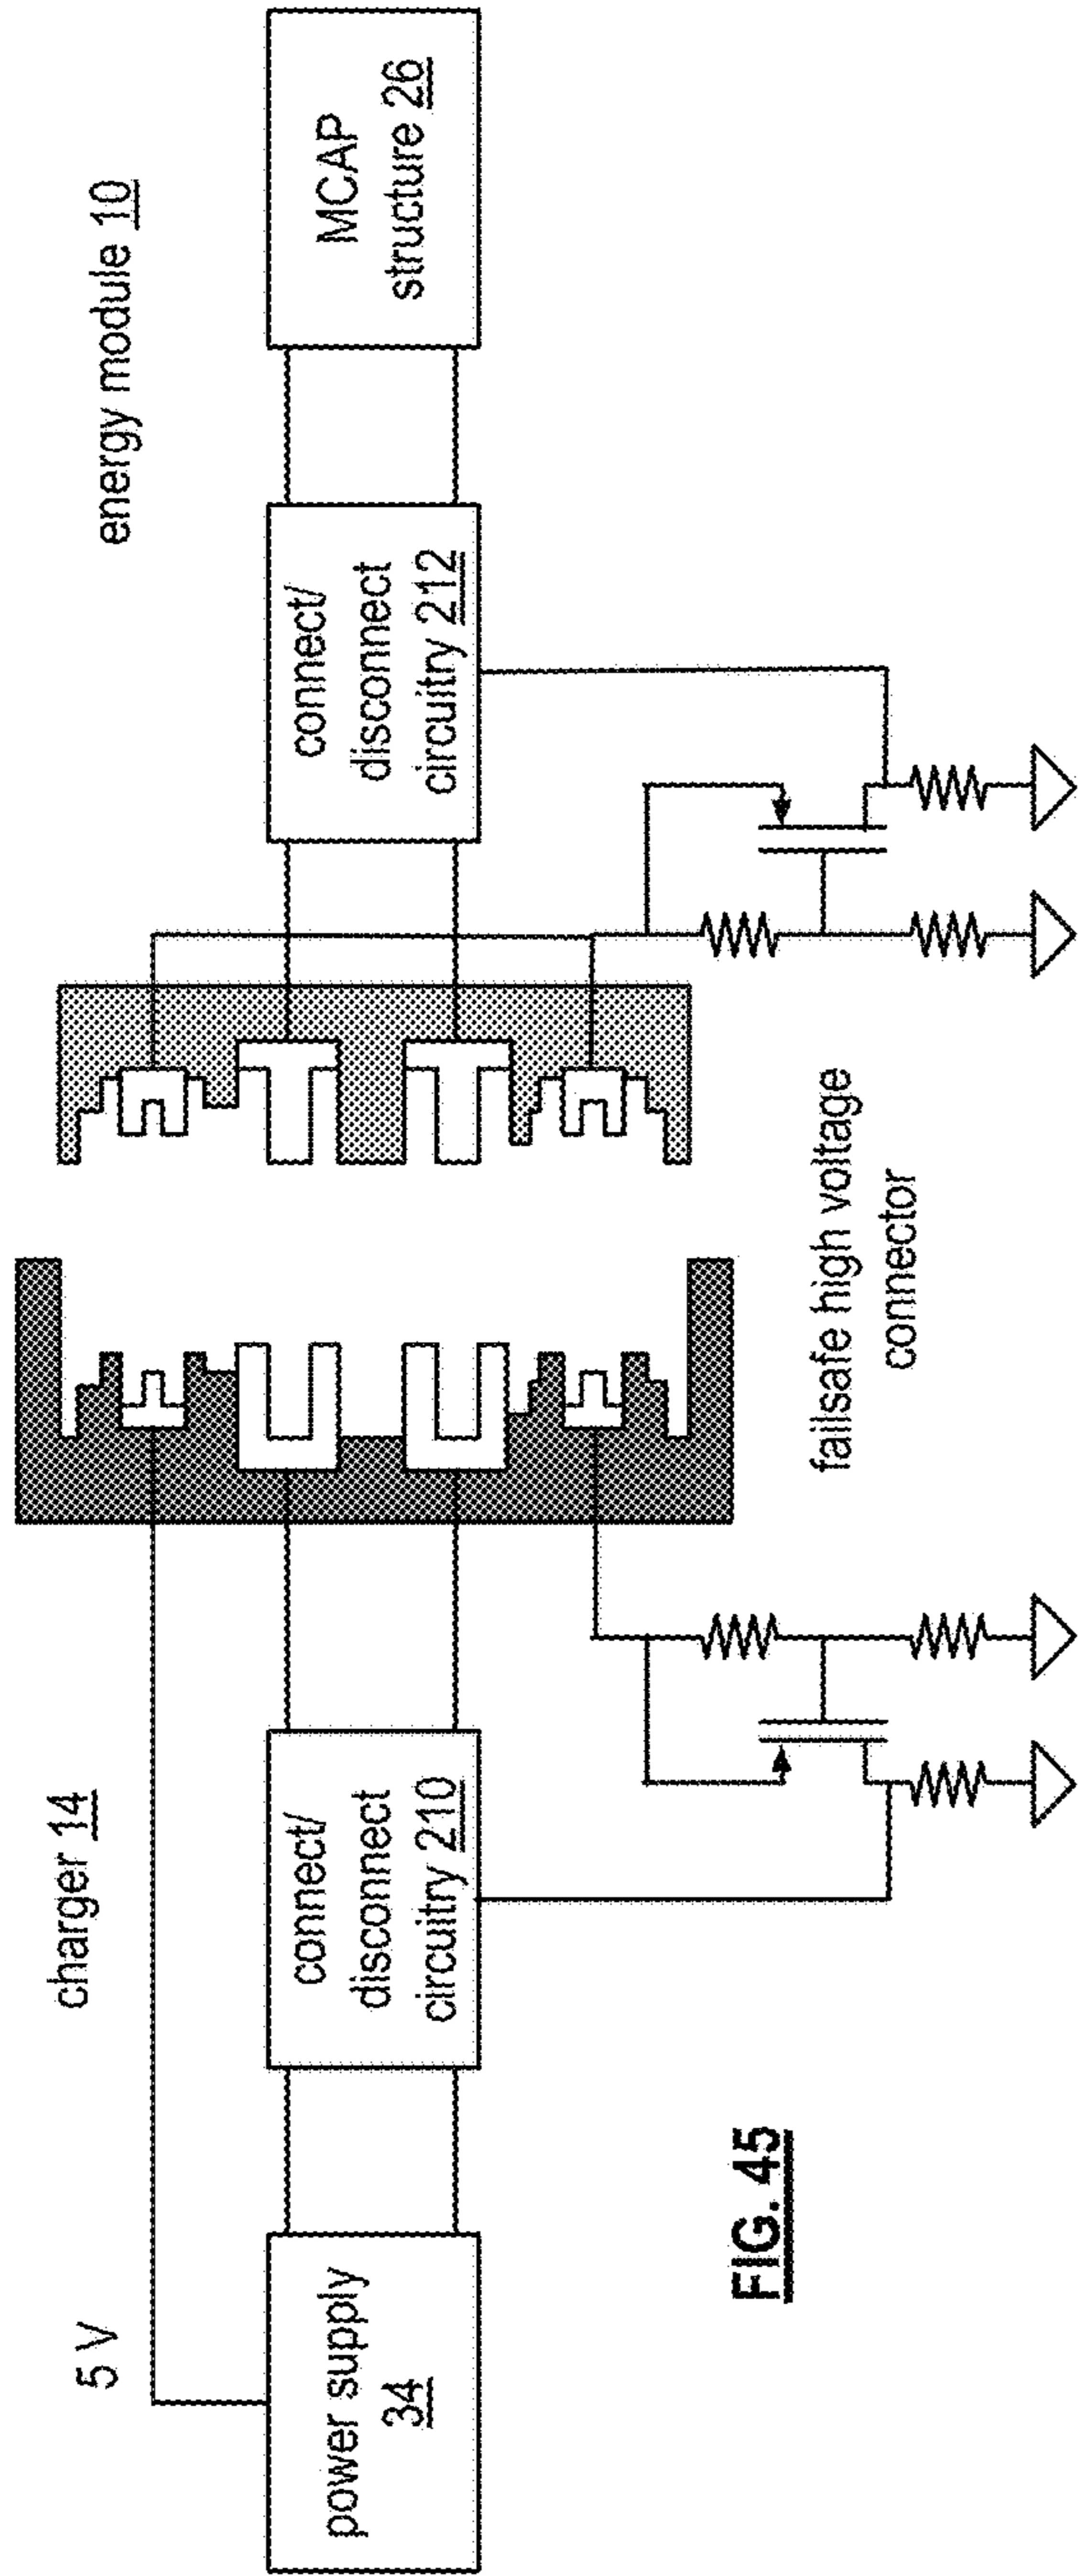 5 V
charger 14
energy module 10
power supply
34
connect/
disconnect
circuitry 210
connect/
disconnect
circuitry 212
MCAP
structure 26
failsafe high voltage
connector
FIG. 45